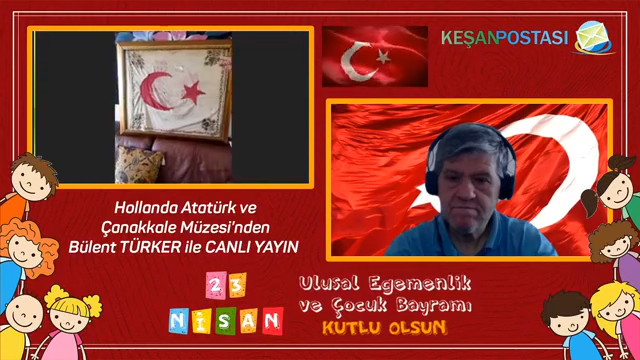 KEŞANPOSTASI
Hollanda Atatürk ve
Çanakkale Müzesi'nden
Bülent TÜRKER ile CANLI YAYIN
23
NİSAN
Ulusal Egemenlik
ve Çocuk Bayramı
KUTLU OLSUN